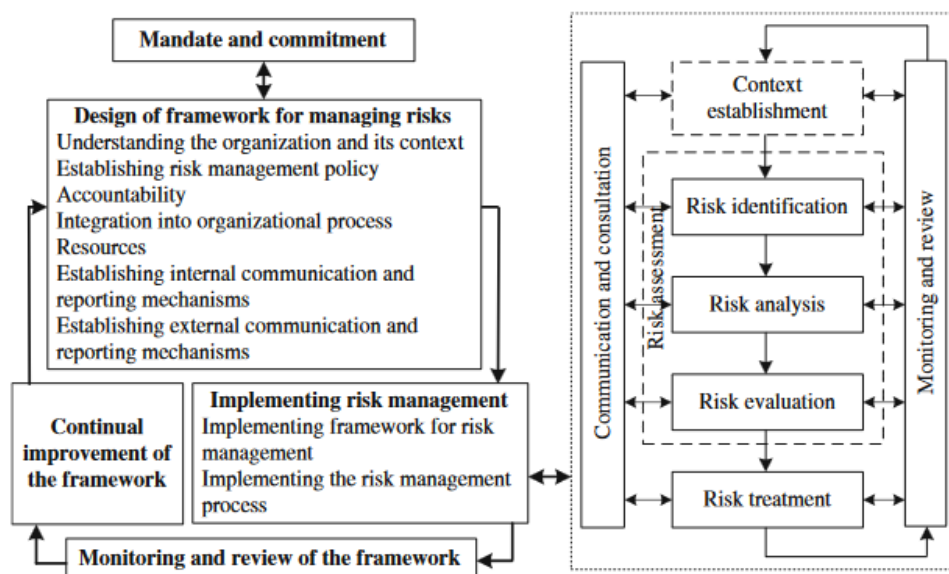 Mandate and commitment
Design of framework for managing risks
Understanding the organization and its context
Establishing risk management policy
Accountability
Integration into organizational process
Resources
Establishing internal communication and
reporting mechanisms
Establishing external communication and
reporting mechanisms
Continual
improvement of
the framework
Implementing risk management
Implementing framework for risk
management
Implementing the risk management
process
Monitoring and review of the framework
Communication and consultation
Context
establishment
Risk assessment
Risk identification
Risk analysis
Risk evaluation
Risk treatment
Monitoring and review